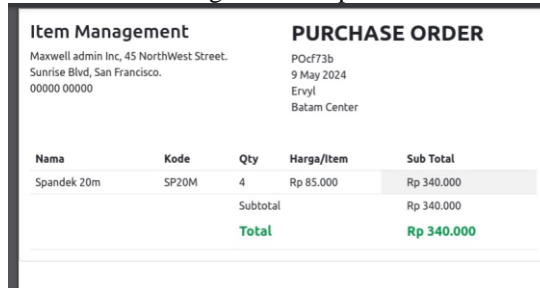 Item Management
Maxwell admin Inc, 45 NorthWest Street.
Sunrise Blvd, San Francisco.
00000 00000
PURCHASE ORDER
POcf73b
9 May 2024
Ervyl
Batam Center
Nama Kode Qty Harga/Item Sub Total
Spandek 20m SP20M 4 Rp 85.000 Rp 340.000
Subtotal Rp 340.000
Total Rp 340.000